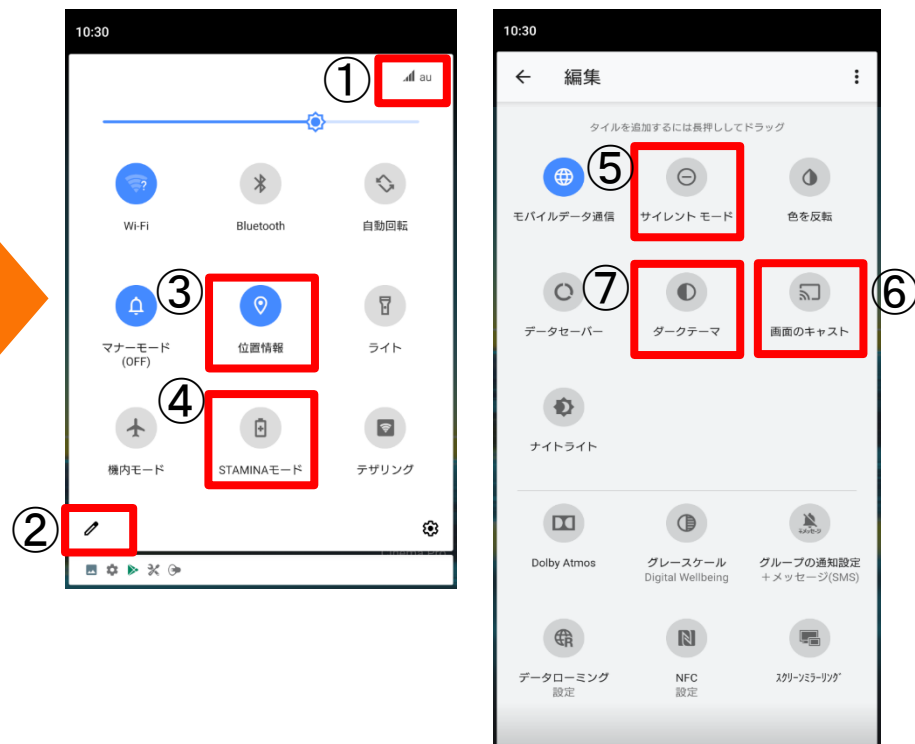 10:30
① au
Wi-Fi
Bluetooth
自動回転
③
マナーモード
(OFF)
位置情報
ライト
④
機内モード
STAMINAモード
テザリング
②
10:30
編集
タイルを追加するには長押ししてドラッグ
⑤
モバイルデータ通信
サイレント モード
色を反転
⑦
⑥
データセーバー
ダークテーマ
画面のキャスト
ナイトライト
Dolby Atmos
グレースケール
Digital Wellbeing
グループの通知設定
+メッセージ(SMS)
データローミング
設定
NFC
設定
スクリーンミラーリング